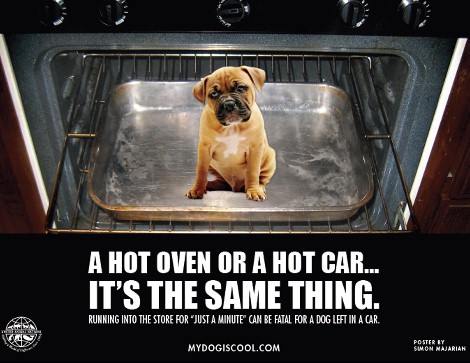 A HOT OVEN OR A HOT CAR...
IT'S THE SAME THING.
RUNNING INTO THE STORE FOR "JUST A MINUTE" CAN BE FATAL FOR A DOG LEFT IN A CAR.
MYDOGISCOOL.COM
POSTER BY
SIMON MAJARIAN